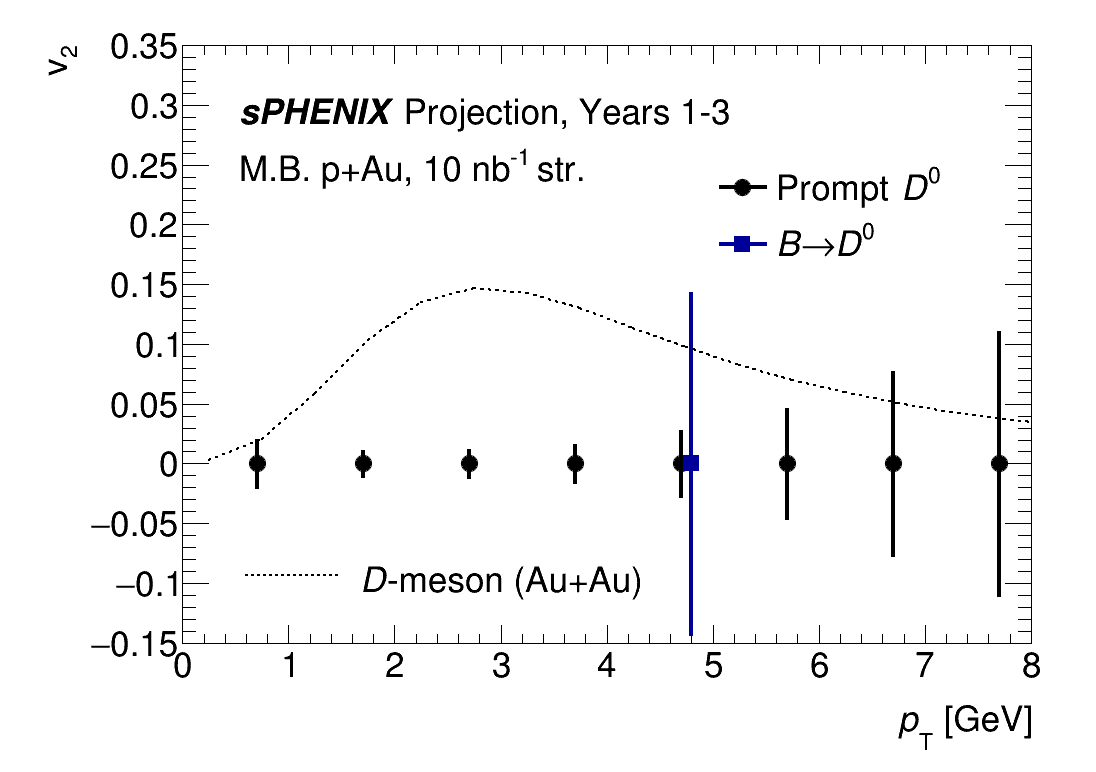 v2
0.35
0.3
0.25
0.2
0.15
0.1
0.05
0
−0.05
−0.1
−0.15
sPHENIX Projection, Years 1-3
M.B. p+Au, 10 nb-1 str.
Prompt D0
B→D0
D-meson (Au+Au)
0 1 2 3 4 5 6 7 8
pT [GeV]